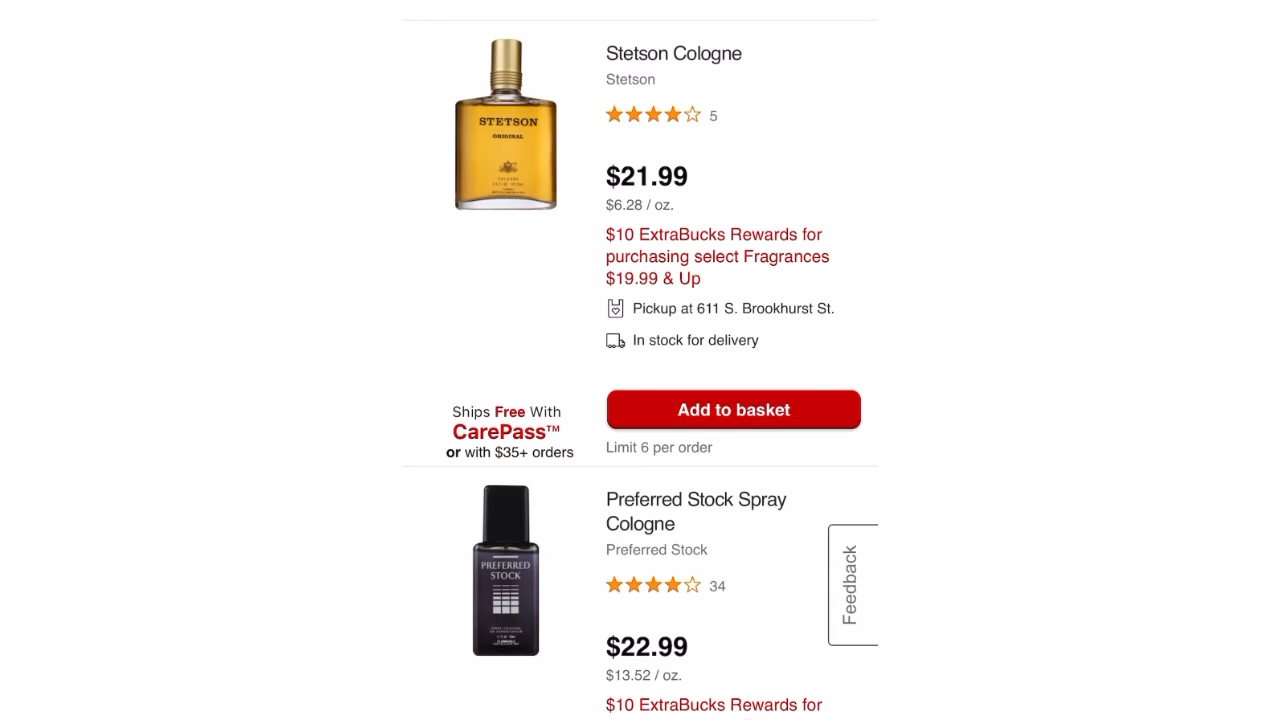 STETSON
ORIGINAL
COLOGNE
Stetson Cologne
Stetson
5
$21.99
$6.28 / oz.
$10 ExtraBucks Rewards for
purchasing select Fragrances
$19.99 & Up
Pickup at 611 S. Brookhurst St.
In stock for delivery
Ships Free With
CarePass™
or with $35+ orders
Add to basket
Limit 6 per order
PREFERRED
STOCK
Preferred Stock Spray
Cologne
Preferred Stock
34
$22.99
$13.52 / oz.
$10 ExtraBucks Rewards for
Feedback